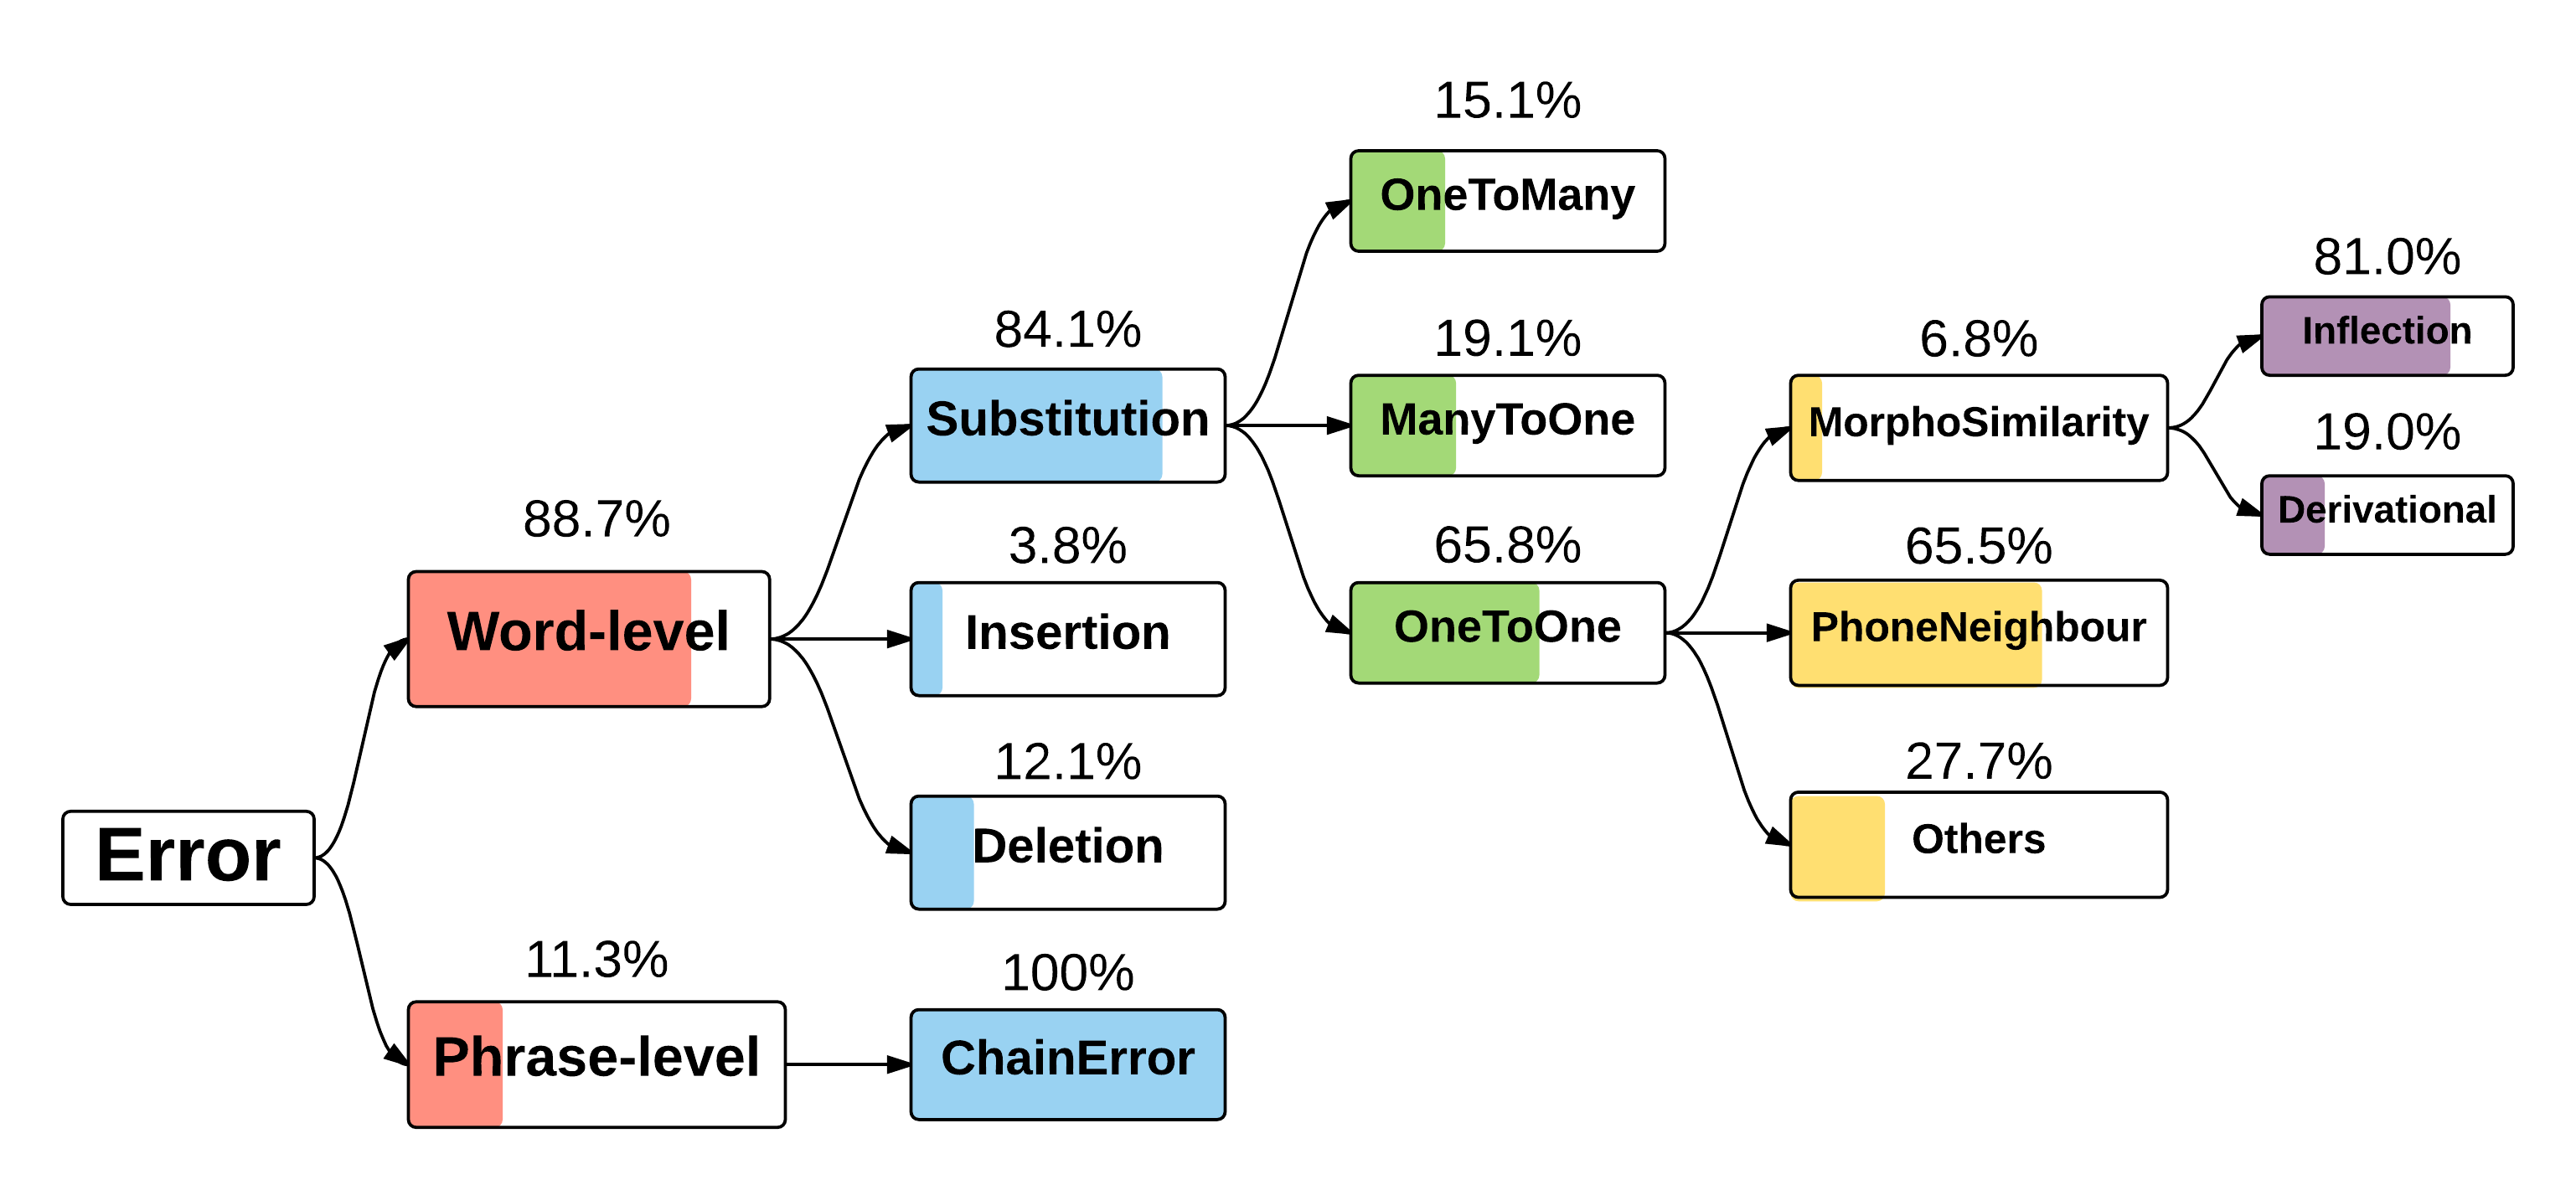 15.1%
OneToMany
81.0%
Inflection
84.1%
Substitution
19.1%
ManyToOne
6.8%
MorphoSimilarity
19.0%
Derivational
88.7%
Word-level
3.8%
Insertion
65.8%
OneToOne
65.5%
PhoneNeighbour
12.1%
Deletion
27.7%
Others
Error
11.3%
Phrase-level
100%
ChainError